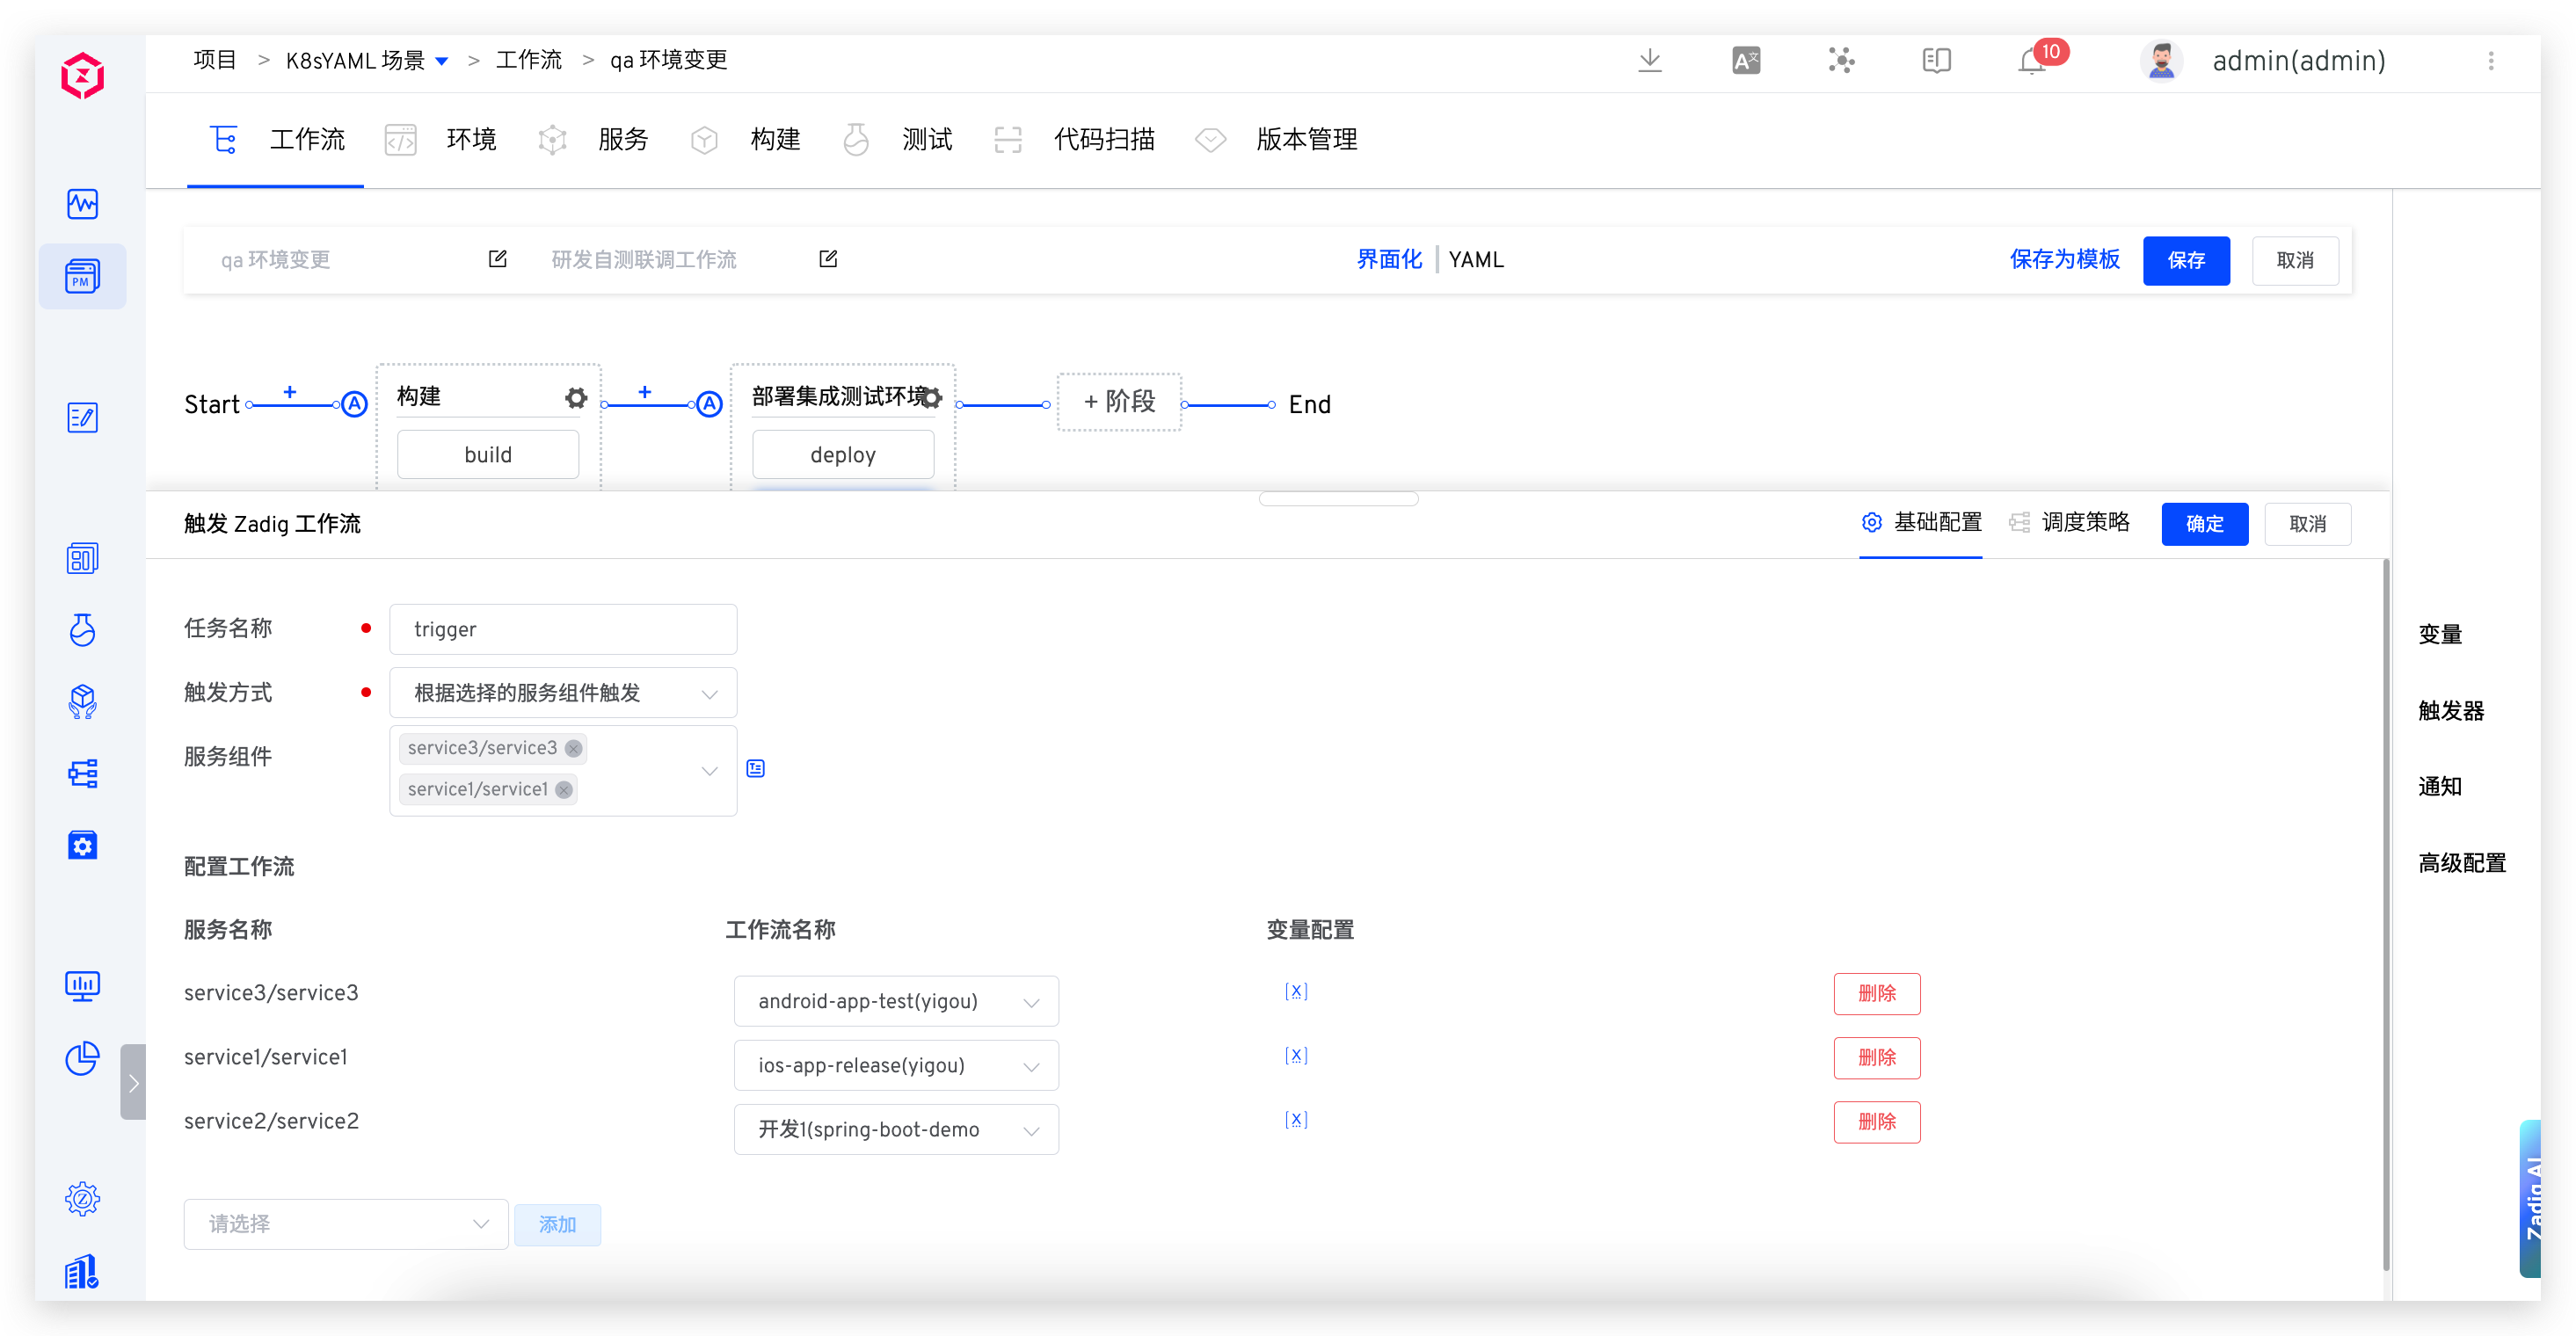 项目 > K8sYAML 场景 > 工作流 > qa 环境变更
10
admin(admin)
工作流 环境 服务 构建 测试 代码扫描 版本管理
PM
qa 环境变更 研发自测联调工作流 界面化 | YAML 保存为模板 保存 取消
Start + A 构建 + A 部署集成测试环境 + 阶段 End
build deploy
触发 Zadig 工作流 基础配置 调度策略 确定 取消
任务名称 trigger
触发方式 根据选择的服务组件触发
服务组件 service3/service3
service1/service1
变量
触发器
通知
高级配置
配置工作流
服务名称 工作流名称 变量配置
service3/service3 android-app-test(yigou) [x] 删除
service1/service1 ios-app-release(yigou) [x] 删除
service2/service2 开发1(spring-boot-demo [x] 删除
请选择 添加
Zadig AI